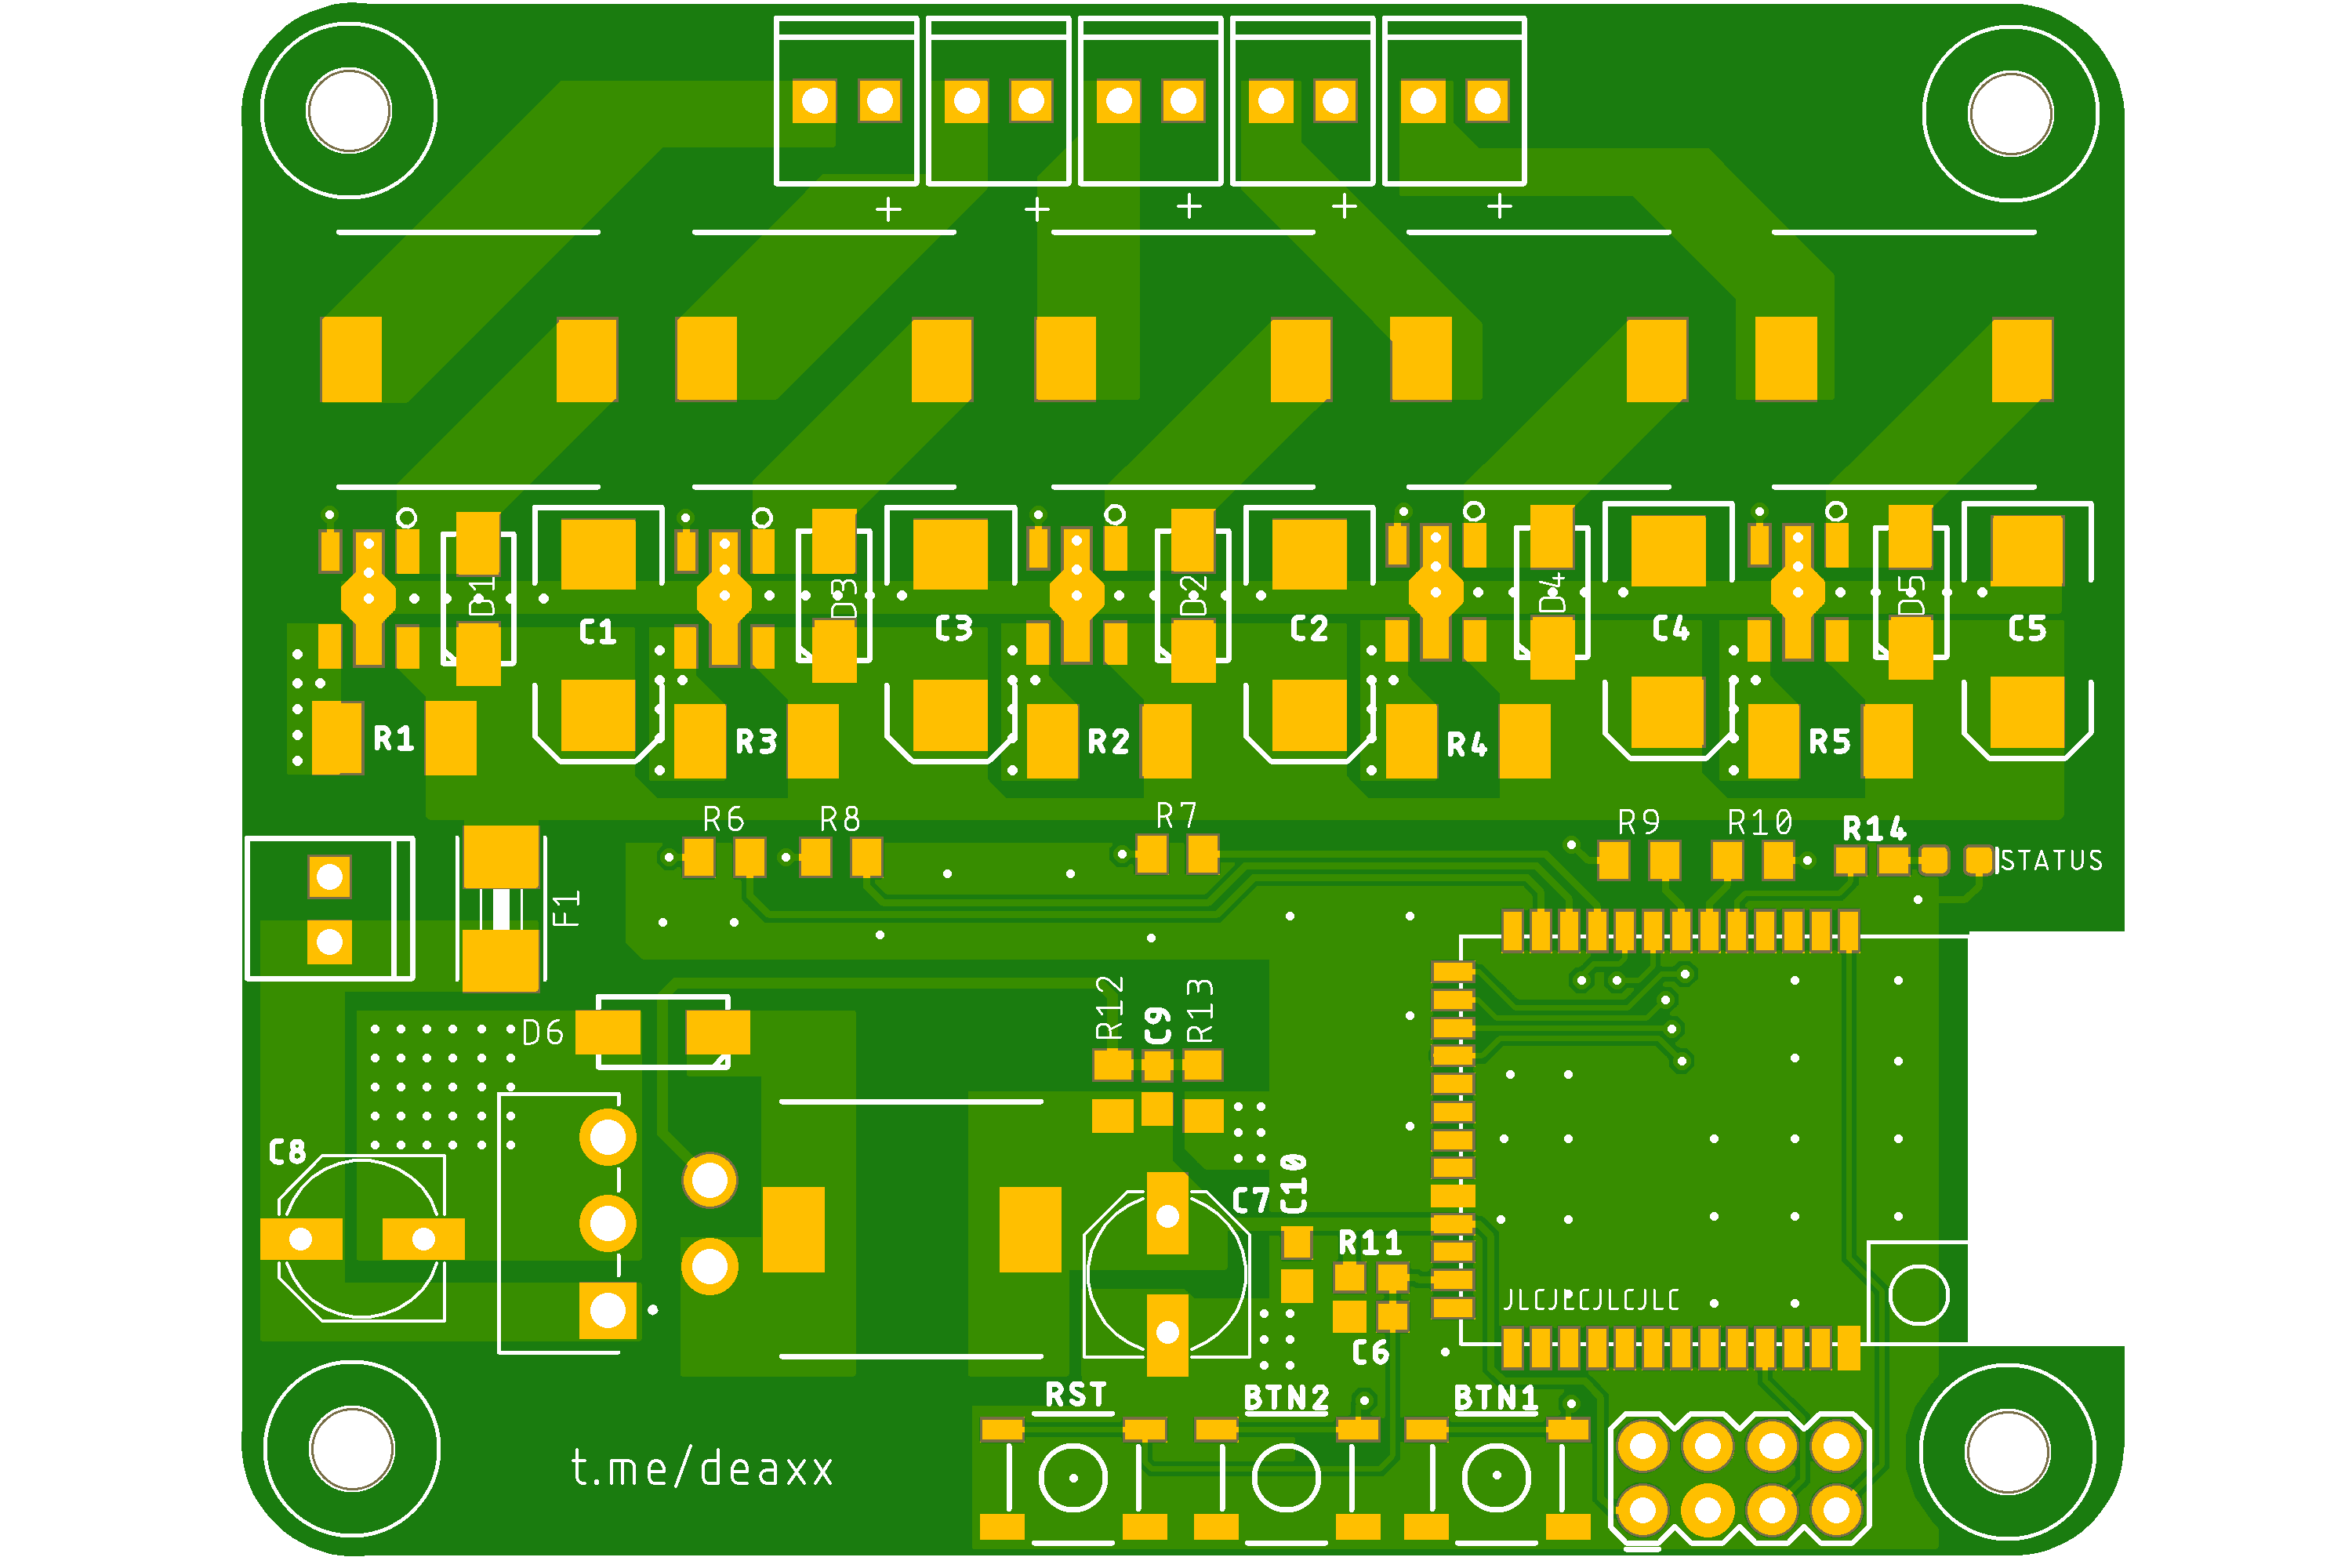 + + + + +
D1 D3 D2 D4 D5
C1 C3 C2 C4 C5
R1 R3 R2 R4 R5
R6 R8 R7 R9 R10 R14
STATUS
F1
D6 R12 C9 R13
C8 C7 C10
R11
JLCJLCJLCJLC
C6
RST BTN2 BTN1
t.me/deaxx